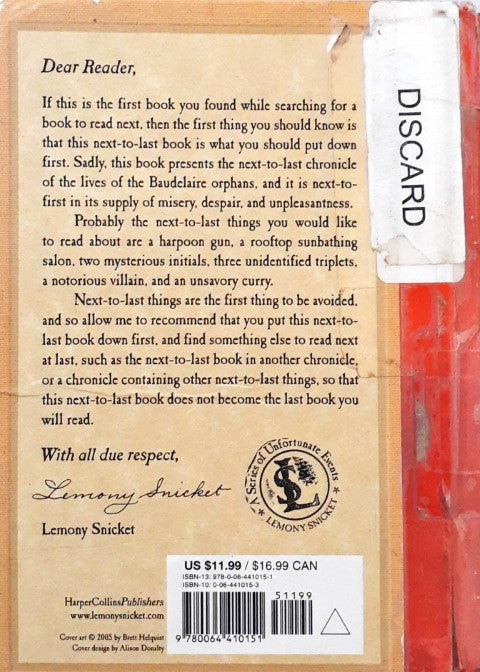 Dear Reader,
If this is the first book you found while searching for a
book to read next, then the first thing you should know is
that this next-to-last book is what you should put down
first. Sadly, this book presents the next-to-last chronicle
of the lives of the Baudelaire orphans, and it is next-to-
first in its supply of misery, despair, and unpleasantness.
Probably the next-to-last things you would like
to read about are a harpoon gun, a rooftop sunbathing
salon, two mysterious initials, three unidentified triplets,
a notorious villain, and an unsavory curry.
Next-to-last things are the first thing to be avoided,
and so allow me to recommend that you put this next-to-
last book down first, and find something else to read next
at last, such as the next-to-last book in another chronicle,
or a chronicle containing other next-to-last things, so that
this next-to-last book does not become the last book you
will read.
With all due respect,
Lemony Snicket
Lemony Snicket
A Series of Unfortunate Events
LS
★ LEMONY SNICKET ★
DISCARD
US $11.99 / $16.99 CAN
ISBN-13: 978-0-06-441015-1
ISBN-10: 0-06-441015-3
51199
9 780064 410151
HarperCollinsPublishers
www.lemonysnicket.com
Cover art © 2005 by Brett Helquist
Cover design by Alison Donalty